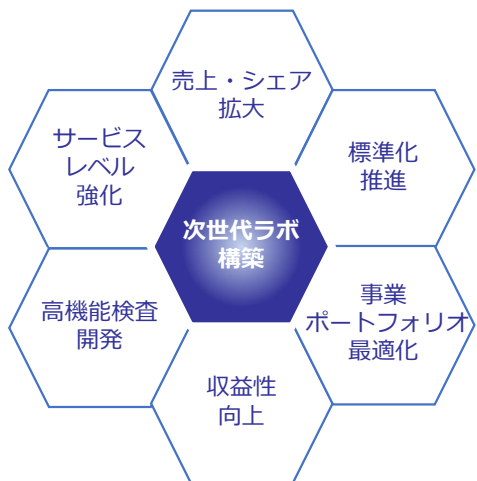 売上・シェア
拡大
サービス
レベル
強化
標準化
推進
次世代ラボ
構築
高機能検査
開発
事業
ポートフォリオ
最適化
収益性
向上